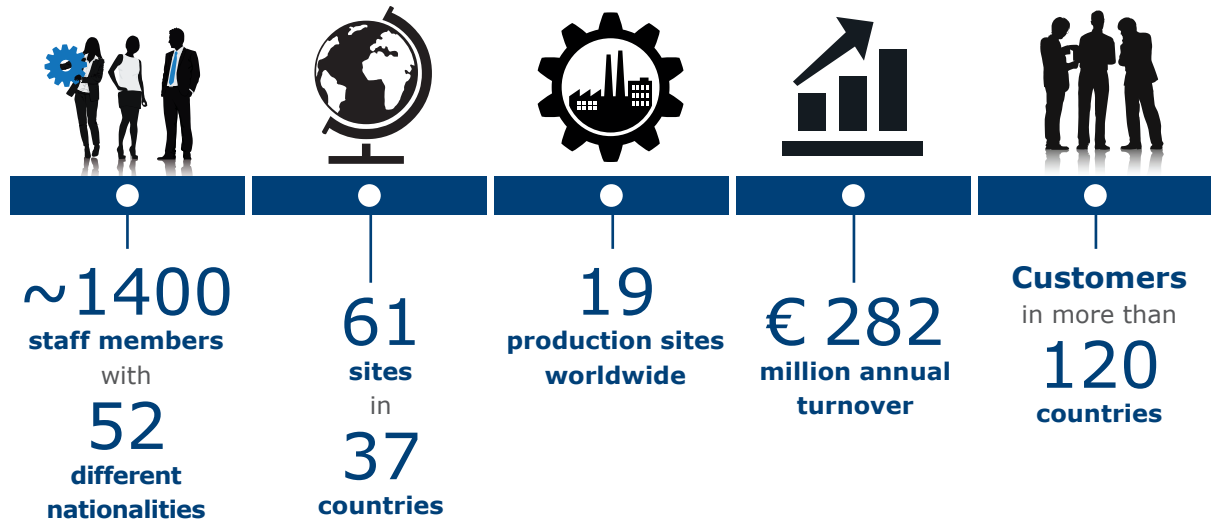 ~1400
staff members
with
52
different
nationalities
61
sites
in
37
countries
19
production sites
worldwide
€ 282
million annual
turnover
Customers
in more than
120
countries